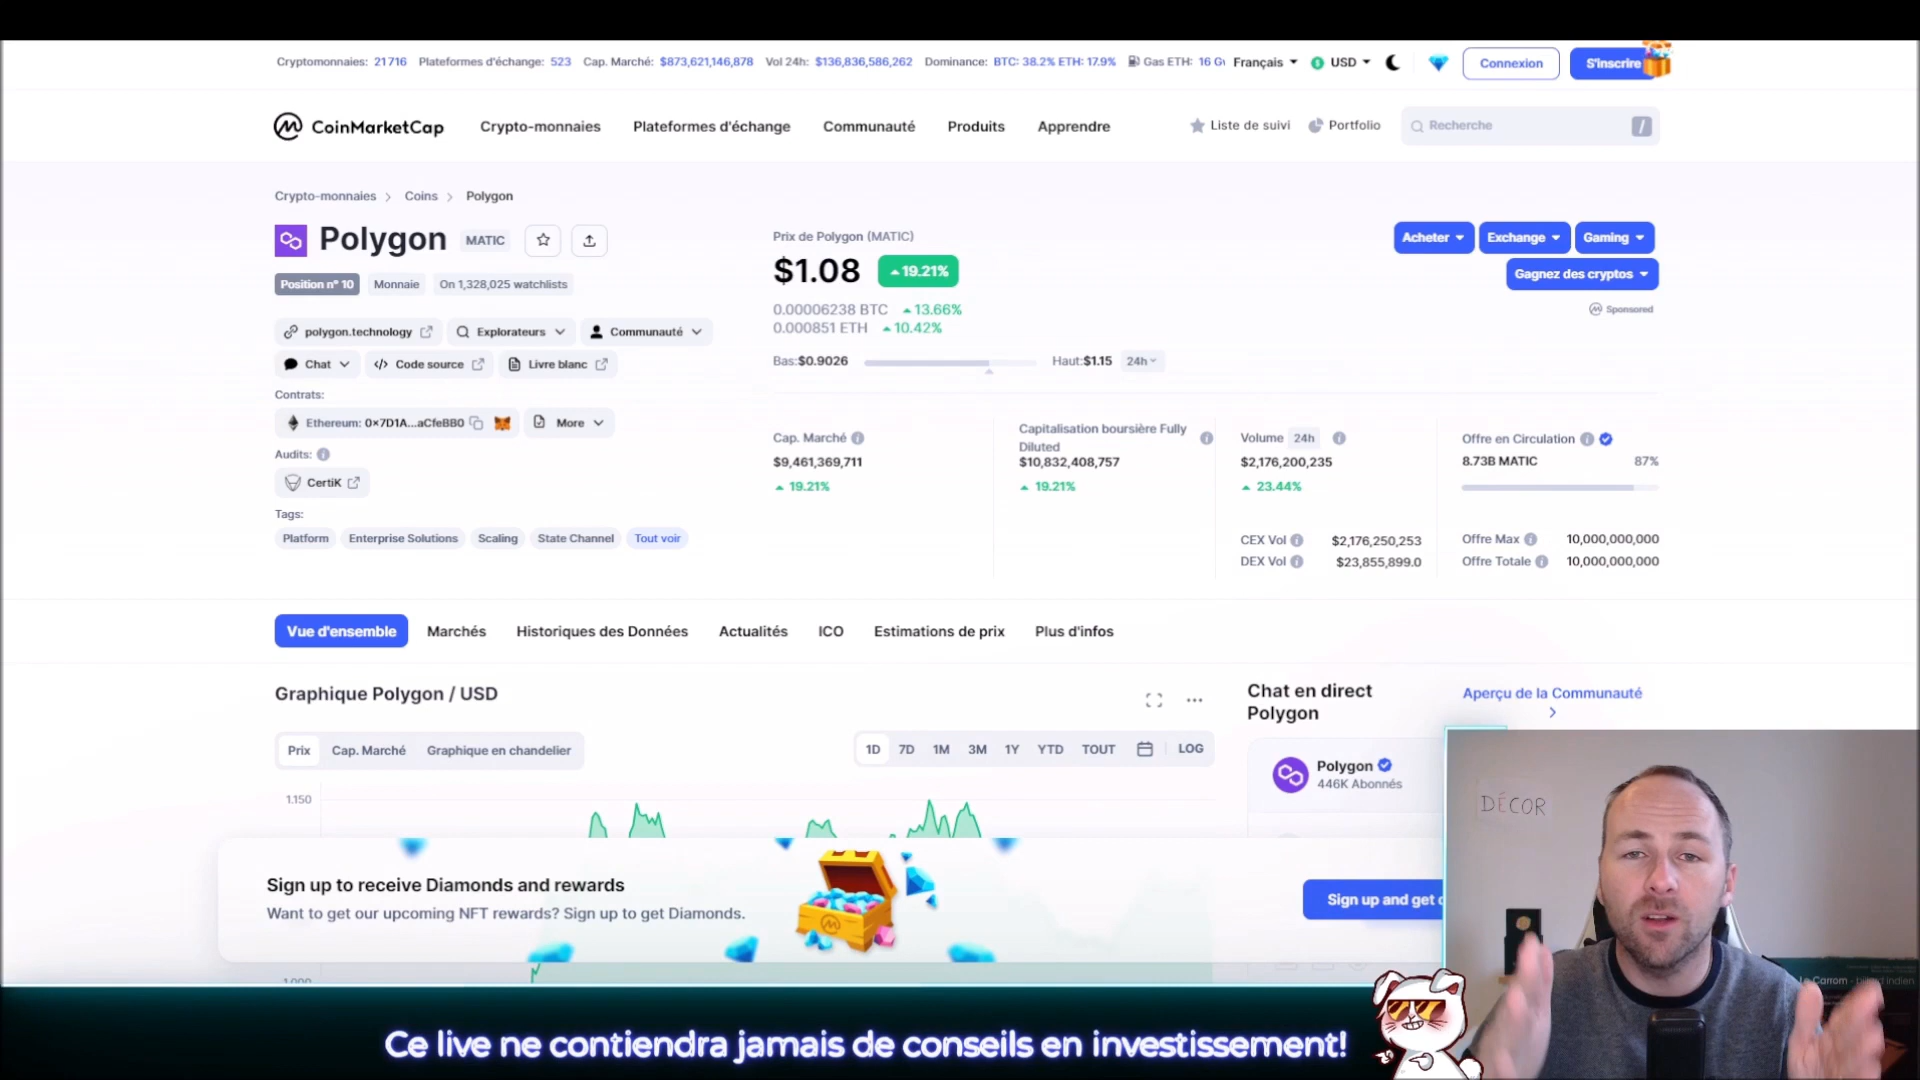 Cryptomonnaies: 21 716 Plateformes d'échange: 523 Cap. Marché: $873,621,146,878 Vol 24h: $136,836,586,262 Dominance: BTC: 38.2% ETH: 17.9% Gas ETH: 16 Français USD Connexion S'inscrire
CoinMarketCap Crypto-monnaies Plateformes d'échange Communauté Produits Apprendre Liste de suivi Portfolio Recherche /
Crypto-monnaies > Coins > Polygon
Polygon MATIC
Position n° 10 Monnaie On 1,328,025 watchlists
polygon.technology Explorateurs Communauté
Chat Code source Livre blanc
Contrats:
Ethereum: 0x7D1A...aCfeBB0 More
Audits:
CertiK
Tags:
Platform Enterprise Solutions Scaling State Channel Tout voir
Prix de Polygon (MATIC)
$1.08 19.21%
0.00006238 BTC 13.66%
0.000851 ETH 10.42%
Bas:$0.9026 Haut:$1.15 24h
Acheter Exchange Gaming
Gagnez des cryptos
Sponsored
Cap. Marché
$9,461,369,711
19.21%
Capitalisation boursière Fully
Diluted
$10,832,408,757
19.21%
Volume 24h
$2,176,200,235
23.44%
CEX Vol $2,176,250,253
DEX Vol $23,855,899.0
Offre en Circulation
8.73B MATIC 87%
Offre Max 10,000,000,000
Offre Totale 10,000,000,000
Vue d'ensemble Marchés Historiques des Données Actualités ICO Estimations de prix Plus d'infos
Graphique Polygon / USD
Prix Cap. Marché Graphique en chandelier 1D 7D 1M 3M 1Y YTD TOUT LOG
1.150
Chat en direct
Polygon
Aperçu de la Communauté
>
Polygon
446K Abonnés
Sign up to receive Diamonds and rewards
Want to get our upcoming NFT rewards? Sign up to get Diamonds.
Sign up and get
DÉCOR
Le Carrom - billard indien
Ce live ne contiendra jamais de conseils en investissement!